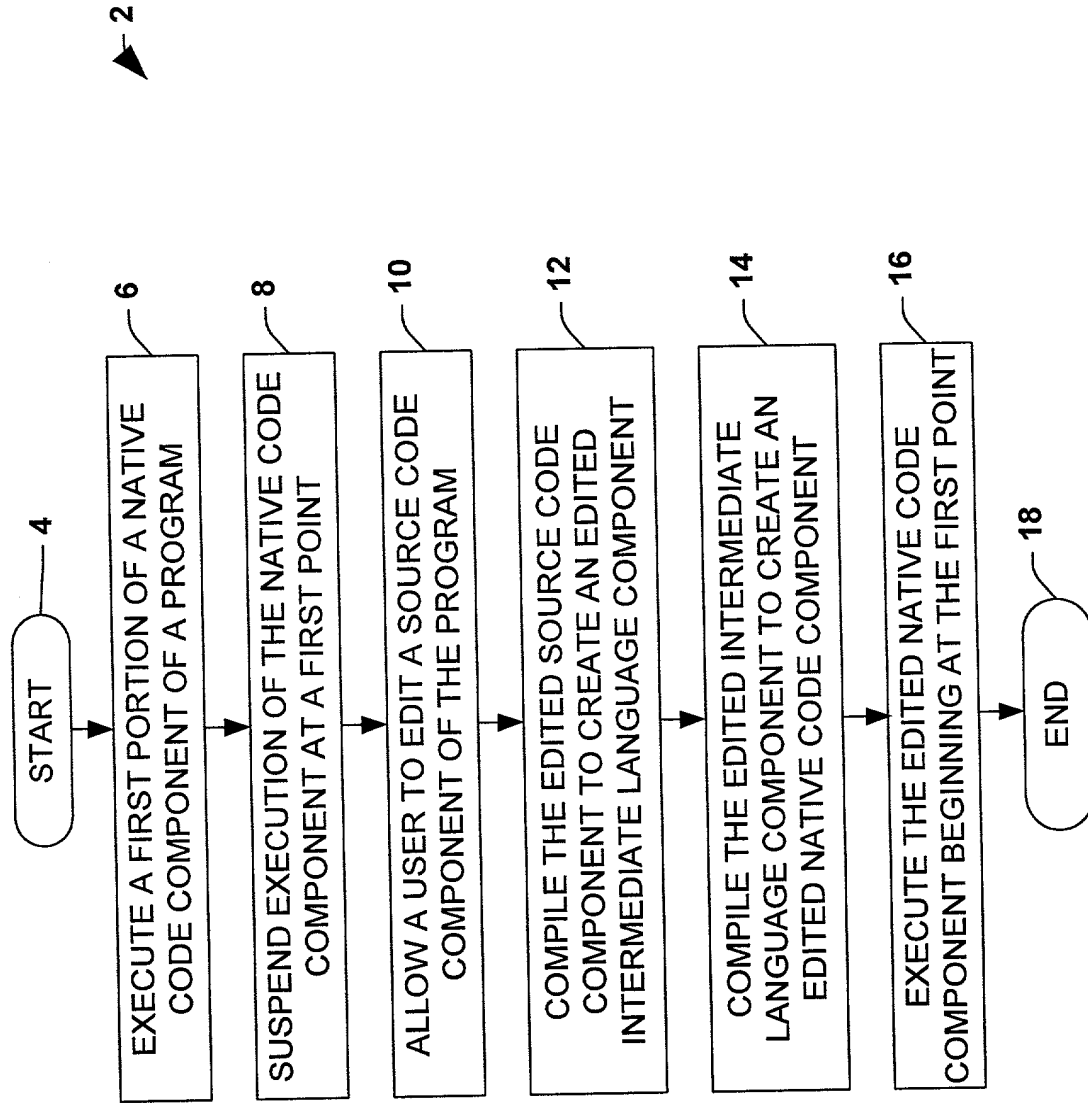 2
START
4
EXECUTE A FIRST PORTION OF A NATIVE
CODE COMPONENT OF A PROGRAM
6
SUSPEND EXECUTION OF THE NATIVE CODE
COMPONENT AT A FIRST POINT
8
ALLOW A USER TO EDIT A SOURCE CODE
COMPONENT OF THE PROGRAM
10
COMPILE THE EDITED SOURCE CODE
COMPONENT TO CREATE AN EDITED
INTERMEDIATE LANGUAGE COMPONENT
12
COMPILE THE EDITED INTERMEDIATE
LANGUAGE COMPONENT TO CREATE AN
EDITED NATIVE CODE COMPONENT
14
EXECUTE THE EDITED NATIVE CODE
COMPONENT BEGINNING AT THE FIRST POINT
16
END
18